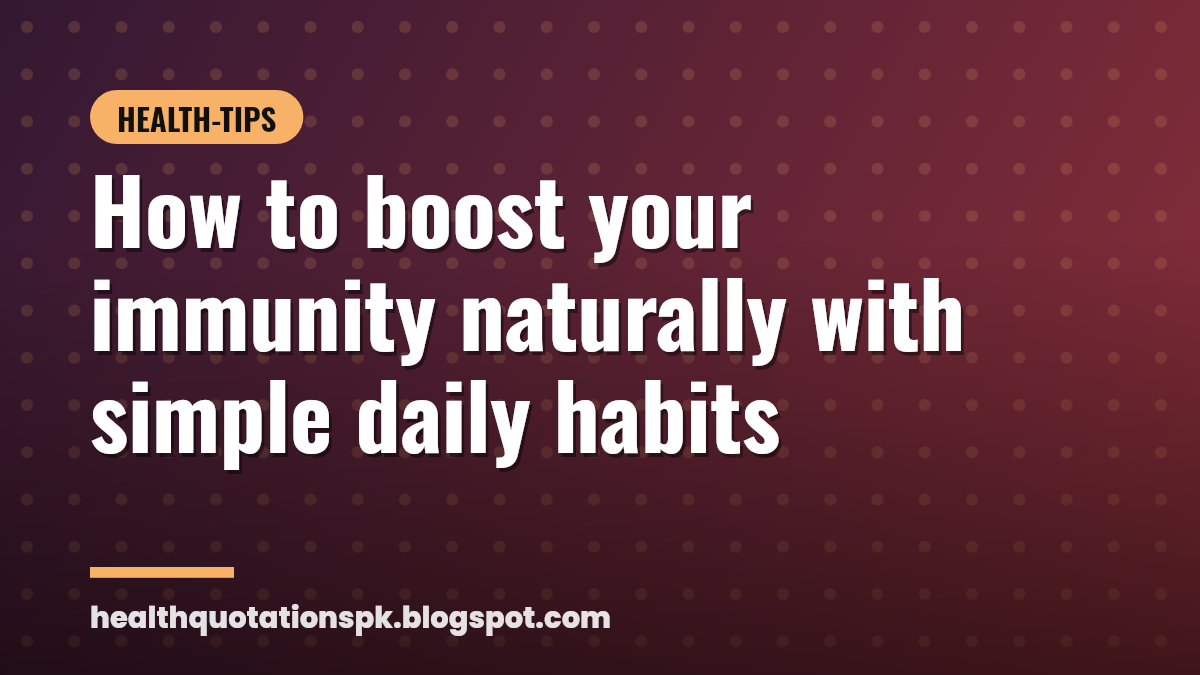 HEALTH-TIPS
How to boost your
immunity naturally with
simple daily habits
healthquotationspk.blogspot.com